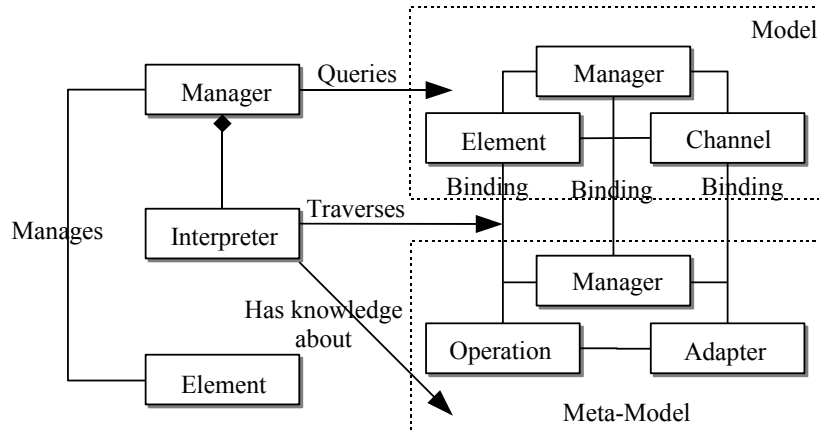 Model
Queries
Manager
Manager
Element
Channel
Binding
Binding
Binding
Traverses
Manages
Interpreter
Manager
Has knowledge
about
Operation
Adapter
Element
Meta-Model